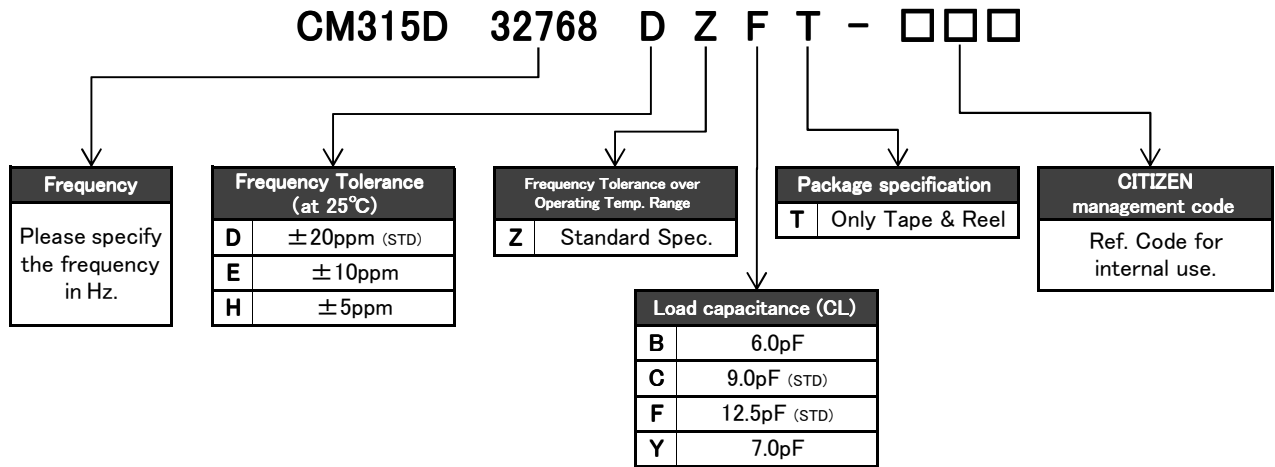 CM315D 32768 D Z F T - □□□
Frequency
Please specify
the frequency
in Hz.
Frequency Tolerance
(at 25℃)
D ±20ppm (STD)
E ±10ppm
H ±5ppm
Frequency Tolerance over
Operating Temp. Range
Z Standard Spec.
Package specification
T Only Tape & Reel
CITIZEN
management code
Ref. Code for
internal use.
Load capacitance (CL)
B 6.0pF
C 9.0pF (STD)
F 12.5pF (STD)
Y 7.0pF